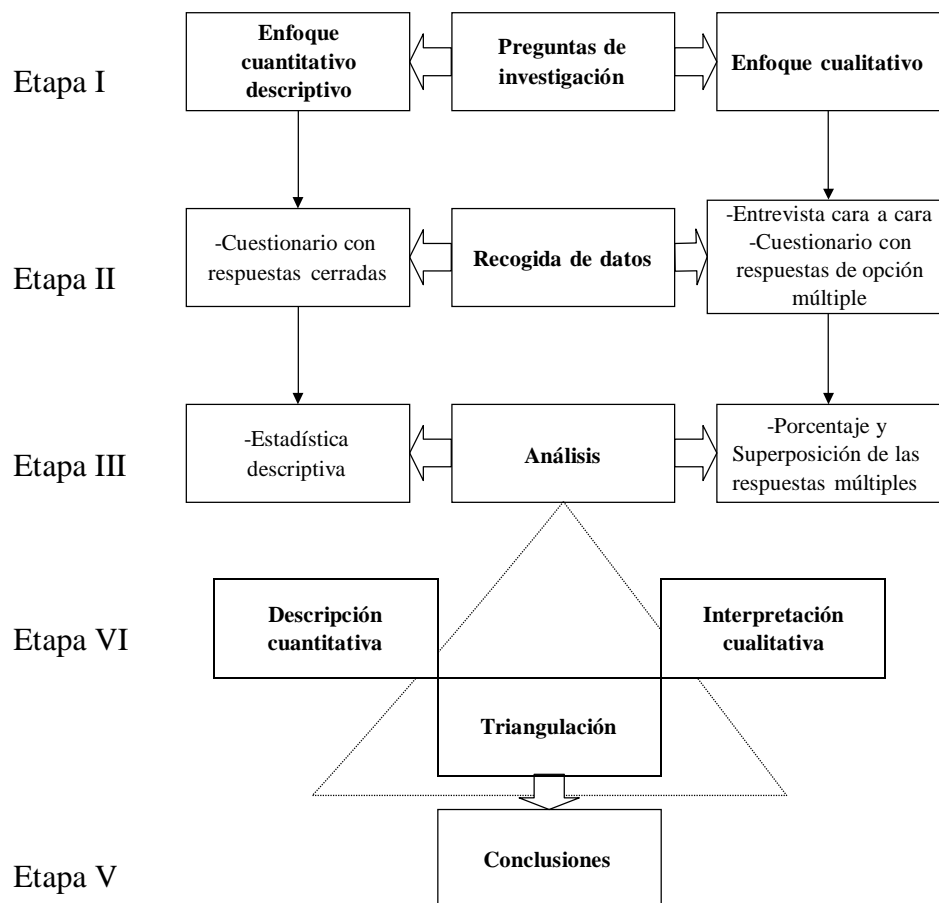 Etapa I
Enfoque
cuantitativo
descriptivo
Preguntas de
investigación
Enfoque cualitativo
Etapa II
-Cuestionario con
respuestas cerradas
Recogida de datos
-Entrevista cara a cara
-Cuestionario con
respuestas de opción
múltiple
Etapa III
-Estadística
descriptiva
Análisis
-Porcentaje y
Superposición de las
respuestas múltiples
Etapa VI
Descripción
cuantitativa
Interpretación
cualitativa
Triangulación
Etapa V
Conclusiones